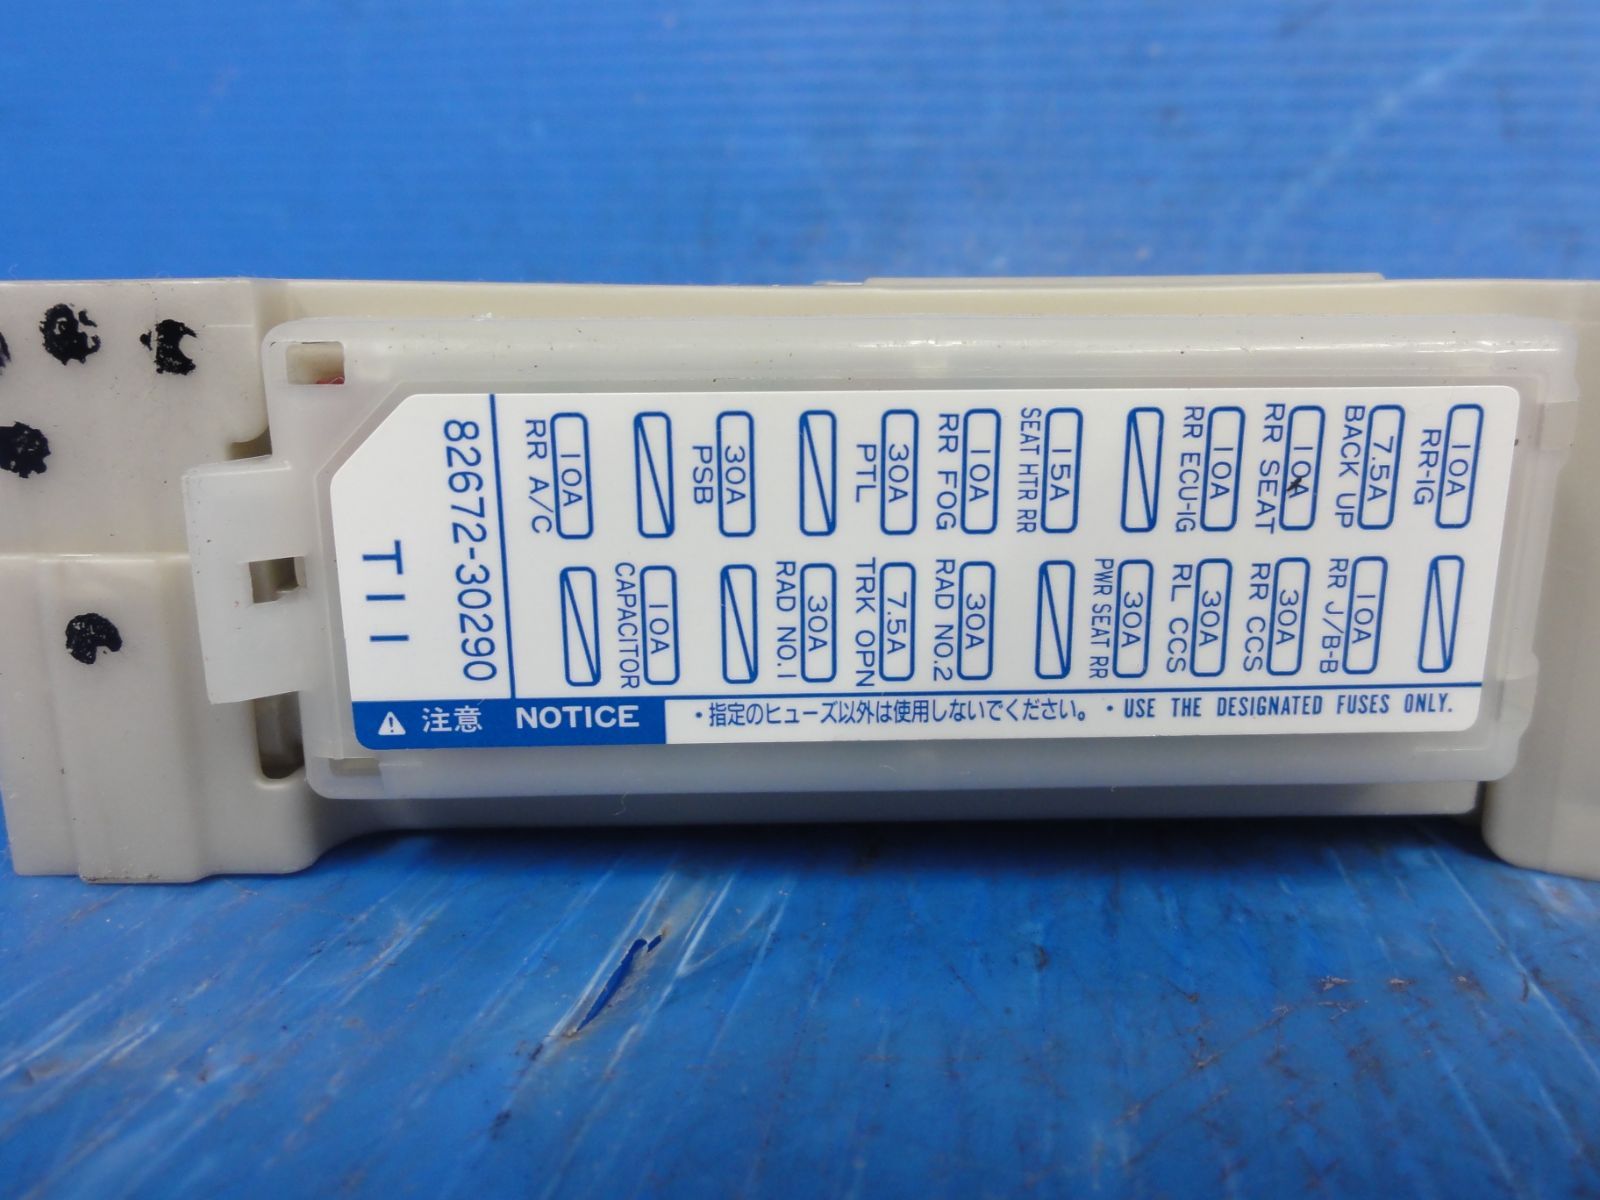 10A
RR-IG
7.5A
BACK UP
10A
RR SEAT
10A
RR ECU-IG
15A
SEAT HTR RR
10A
RR FOG
30A
PTL
30A
PSB
10A
RR A/C
10A
RR J/B-B
30A
RR CCS
30A
RL CCS
30A
PWR SEAT RR
30A
RAD NO.2
7.5A
TRK OPN
30A
RAD NO.1
10A
CAPACITOR
82672-30290
T11
⚠ 注意 NOTICE ・指定のヒューズ以外は使用しないでください。 ・USE THE DESIGNATED FUSES ONLY.